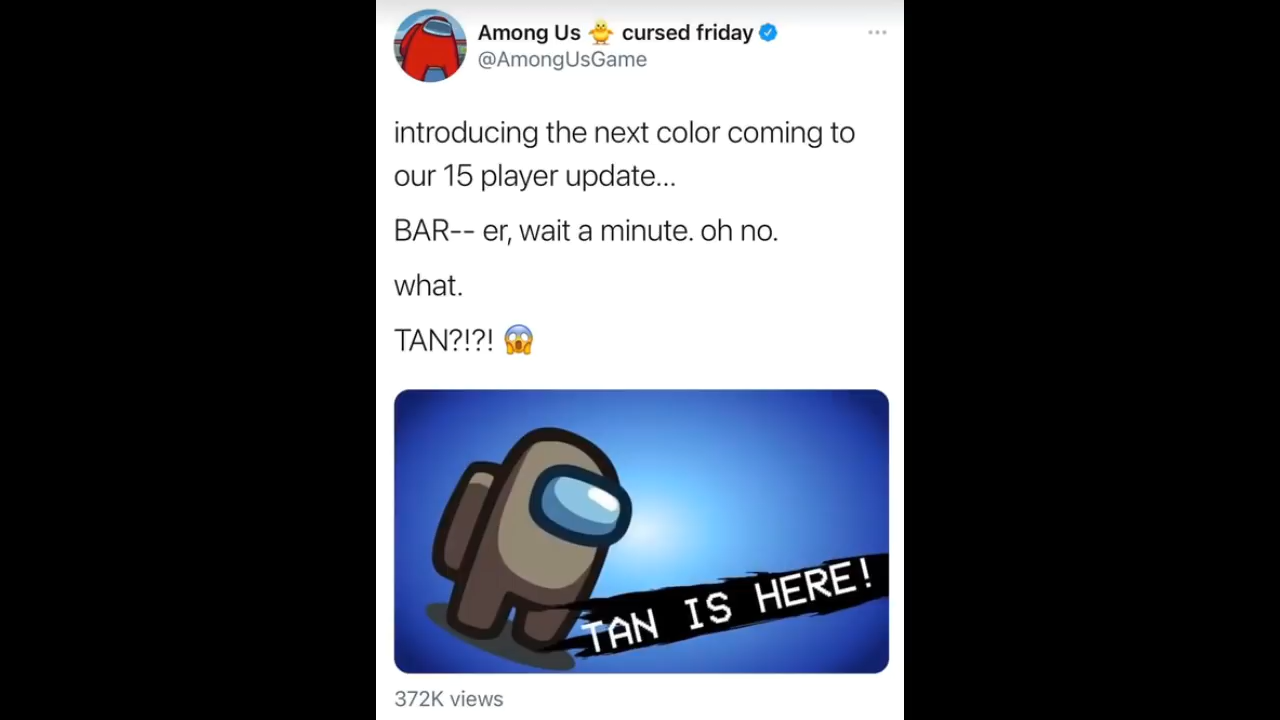 Among Us 🐥 cursed friday
@AmongUsGame
introducing the next color coming to
our 15 player update...
BAR-- er, wait a minute. oh no.
what.
TAN?!?! 😱
TAN IS HERE!
372K views